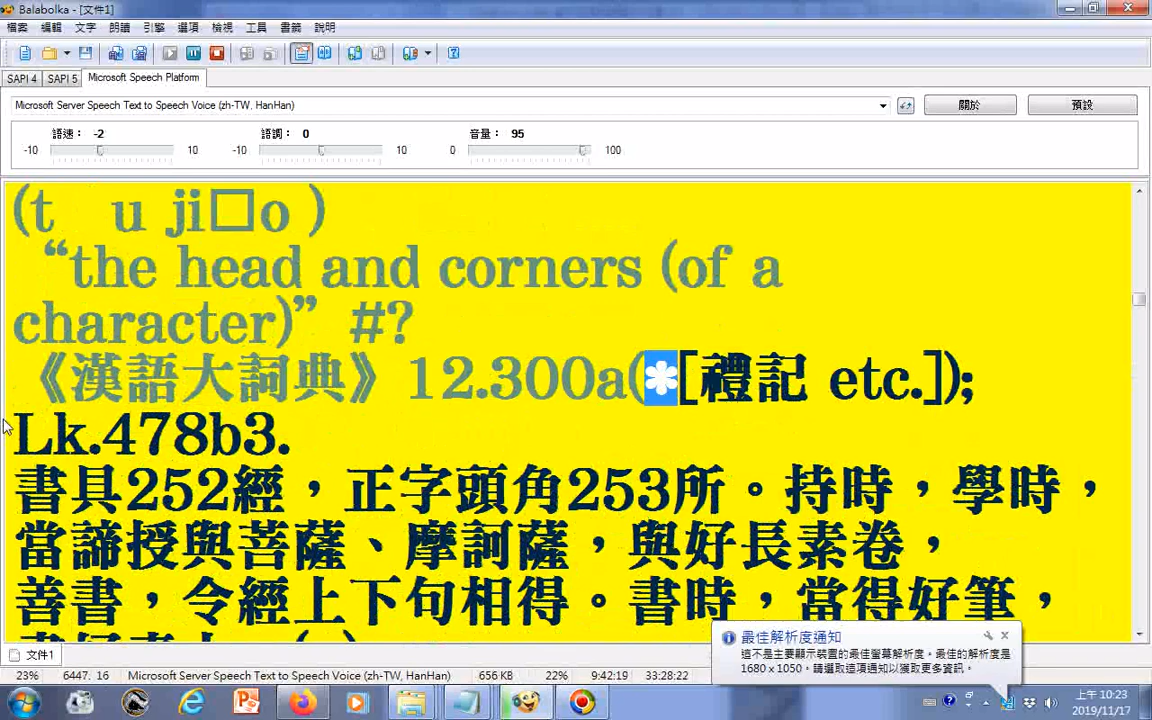 Balabolka - [文件1]
檔案 編輯 文字 朗讀 引擎 選項 檢視 工具 書籤 說明
SAPI 4 SAPI 5 Microsoft Speech Platform
Microsoft Server Speech Text to Speech Voice (zh-TW, HanHan) 關於 預設
語速： -2 語調： 0 音量： 95
-10 10 -10 10 0 100
(t u ji□o )
“the head and corners (of a
character)” #?
《漢語大詞典》12.300a(✽[禮記 etc.]);
Lk.478b3.
書具252經，正字頭角253所。持時，學時，
當諦授與菩薩、摩訶薩，與好長素卷，
善書，令經上下句相得。書時，當得好筆，
最佳解析度通知
這不是主要顯示裝置的最佳螢幕解析度。最佳的解析度是
1680 x 1050。請選取這項通知以獲取更多資訊。
文件1
23% 6447. 16 Microsoft Server Speech Text to Speech Voice (zh-TW, HanHan) 656 KB 22% 9:42:19 33:28:22
上午 10:23
2019/11/17